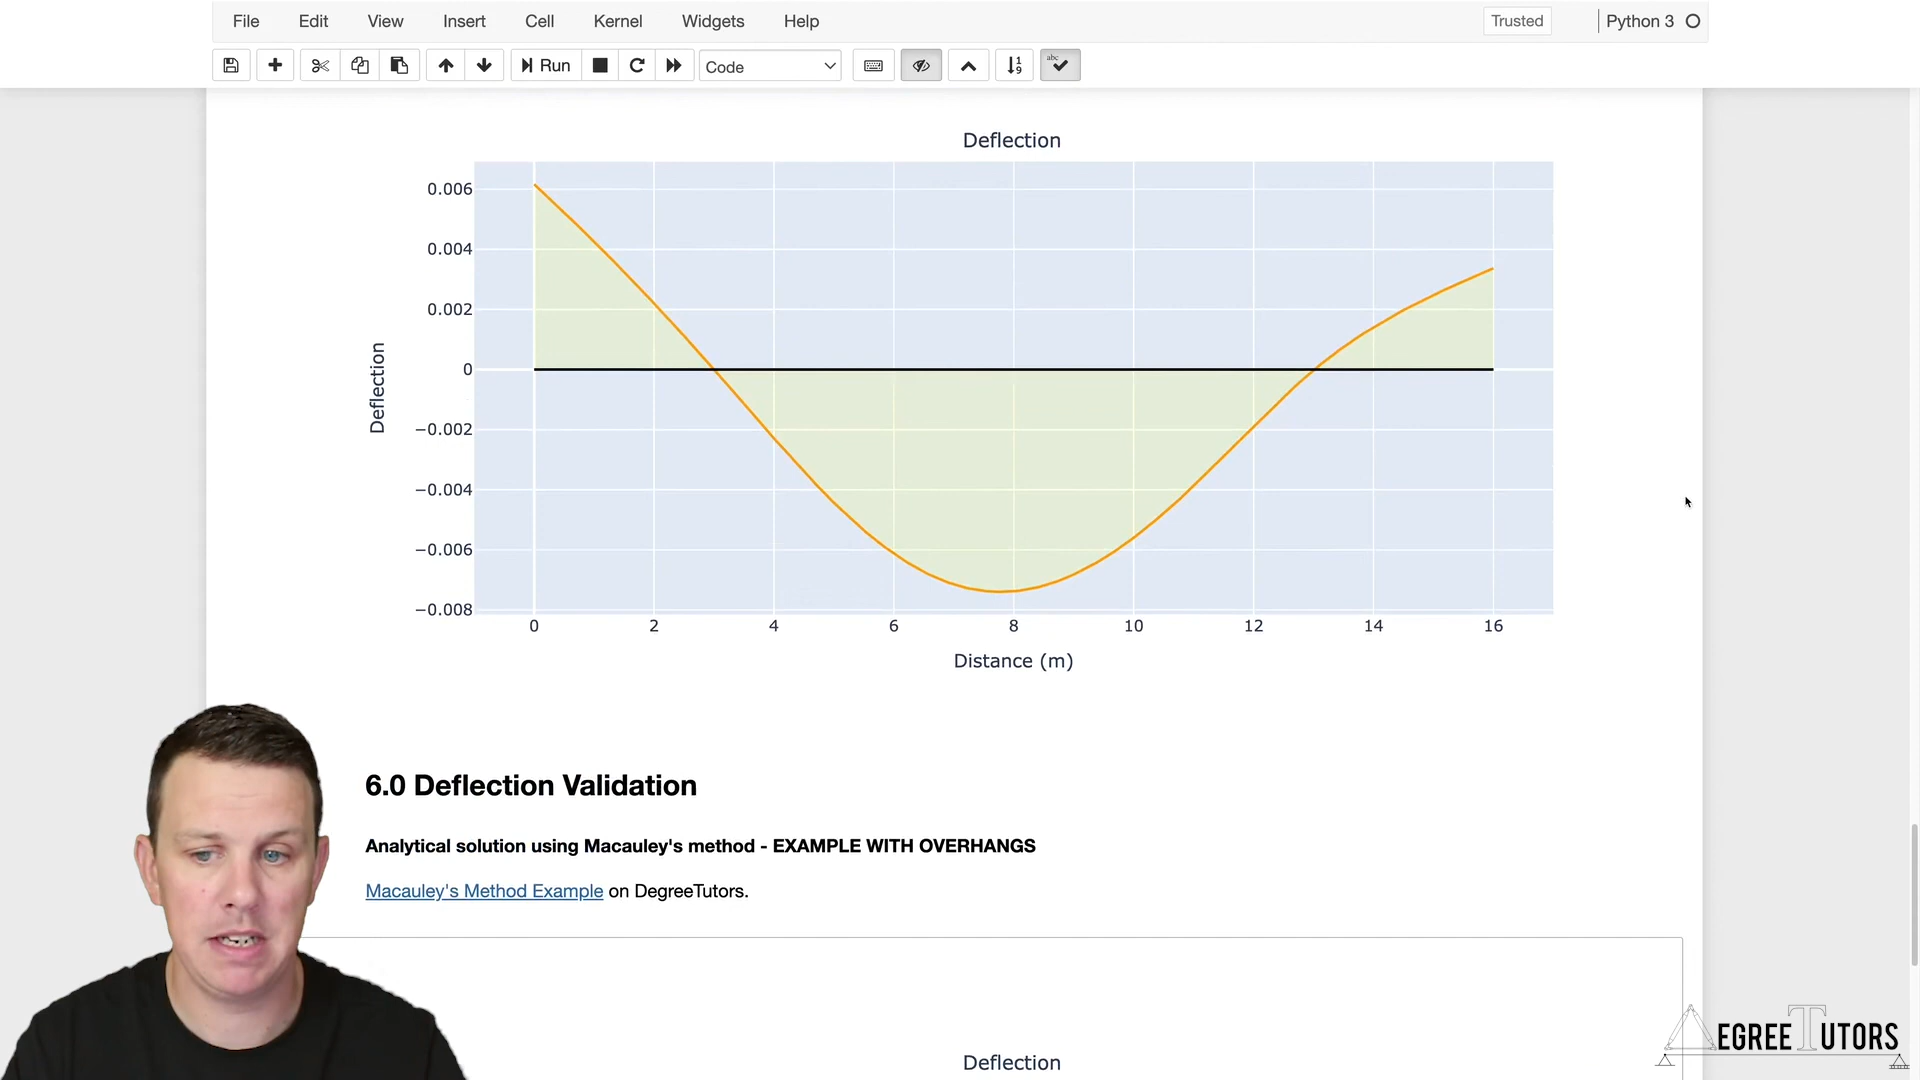 File Edit View Insert Cell Kernel Widgets Help Trusted Python 3
Run Code
Deflection
0.006
0.004
0.002
0
−0.002
−0.004
−0.006
−0.008
Deflection
0 2 4 6 8 10 12 14 16
Distance (m)
6.0 Deflection Validation
Analytical solution using Macauley's method - EXAMPLE WITH OVERHANGS
Macauley's Method Example on DegreeTutors.
DEGREETUTORS
Deflection